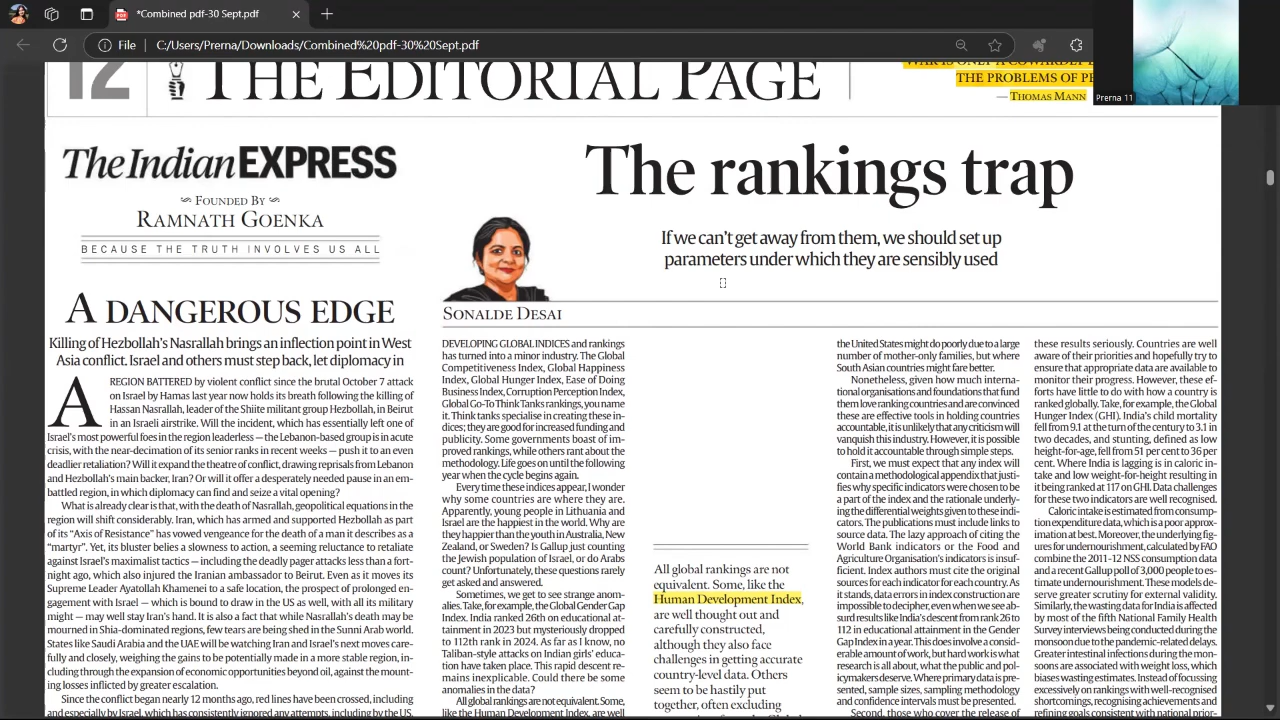 *Combined pdf-30 Sept.pdf
File
C:/Users/Prerna/Downloads/Combined%20pdf-30%20Sept.pdf
Prerna 11
12
THE EDITORIAL PAGE
THE PROBLEMS OF PE
— THOMAS MANN
The Indian EXPRESS
FOUNDED BY
RAMNATH GOENKA
BECAUSE THE TRUTH INVOLVES US ALL
A DANGEROUS EDGE
Killing of Hezbollah's Nasrallah brings an inflection point in West
Asia conflict. Israel and others must step back, let diplomacy in
A REGION BATTERED by violent conflict since the brutal October 7 attack
on Israel by Hamas last year now holds its breath following the killing of
Hassan Nasrallah, leader of the Shiite militant group Hezbollah, in Beirut
in an Israeli airstrike. Will the incident, which has essentially left one of
Israel's most powerful foes in the region leaderless — the Lebanon-based group is in acute
crisis, with the near-decimation of its senior ranks in recent weeks — push it to an even
deadlier retaliation? Will it expand the theatre of conflict, drawing reprisals from Lebanon
and Hezbollah's main backer, Iran? Or will it offer a desperately needed pause in an em-
battled region, in which diplomacy can find and seize a vital opening?
What is already clear is that, with the death of Nasrallah, geopolitical equations in the
region will shift considerably. Iran, which has armed and supported Hezbollah as part
of its "Axis of Resistance" has vowed vengeance for the death of a man it describes as a
"martyr". Yet, its bluster belies a slowness to action, a seeming reluctance to retaliate
against Israel's maximalist tactics — including the deadly pager attacks less than a fort-
night ago, which also injured the Iranian ambassador to Beirut. Even as it moves its
Supreme Leader Ayatollah Khamenei to a safe location, the prospect of prolonged en-
gagement with Israel — which is bound to draw in the US as well, with all its military
might — may well stay Iran's hand. It is also a fact that while Nasrallah's death may be
mourned in Shia-dominated regions, few tears are being shed in the Sunni Arab world.
States like Saudi Arabia and the UAE will be watching Iran and Israel's next moves care-
fully and closely, weighing the gains to be potentially made in a more stable region, in-
cluding through the expansion of economic opportunities beyond oil, against the mount-
ing losses inflicted by greater escalation.
Since the conflict began nearly 12 months ago, red lines have been crossed, including
and especially by Israel, which has consistently ignored any attempts, including by the US,
The rankings trap
If we can't get away from them, we should set up
parameters under which they are sensibly used
SONALDE DESAI
DEVELOPING GLOBAL INDICES and rankings
has turned into a minor industry. The Global
Competitiveness Index, Global Happiness
Index, Global Hunger Index, Ease of Doing
Business Index, Corruption Perception Index,
Global Go-To Think Tanks rankings, you name
it. Think tanks specialise in creating these in-
dices; they are good for increased funding and
publicity. Some governments boast of im-
proved rankings, while others rant about the
methodology. Life goes on until the following
year when the cycle begins again.
Every time these indices appear, I wonder
why some countries are where they are.
Apparently, young people in Lithuania and
Israel are the happiest in the world. Why are
they happier than the youth in Australia, New
Zealand, or Sweden? Is Gallup just counting
the Jewish population of Israel, or do Arabs
count? Unfortunately, these questions rarely
get asked and answered.
Sometimes, we get to see strange anom-
alies. Take, for example, the Global Gender Gap
Index. India ranked 26th on educational at-
tainment in 2023 but mysteriously dropped
to 112th rank in 2024. As far as I know, no
Taliban-style attacks on Indian girls' educa-
tion have taken place. This rapid descent re-
mains inexplicable. Could there be some
anomalies in the data?
All global rankings are not equivalent. Some,
like the Human Development Index, are well
All global rankings are not
equivalent. Some, like the
Human Development Index,
are well thought out and
carefully constructed,
although they also face
challenges in getting accurate
country-level data. Others
seem to be hastily put
together, often excluding
the United States might do poorly due to a large
number of mother-only families, but where
South Asian countries might fare better.
Nonetheless, given how much interna-
tional organisations and foundations that fund
them love ranking countries and are convinced
these are effective tools in holding countries
accountable, it is unlikely that any criticism will
vanquish this industry. However, it is possible
to hold it accountable through simple steps.
First, we must expect that any index will
contain a methodological appendix that justi-
fies why specific indicators were chosen to be
a part of the index and the rationale underly-
ing the differential weights given to these indi-
cators. The publications must include links to
source data. The lazy approach of citing the
World Bank indicators or the Food and
Agriculture Organisation's indicators is insuf-
ficient. Index authors must cite the original
sources for each indicator for each country. As
it stands, data errors in index construction are
impossible to decipher, even when we see ab-
surd results like India's descent from rank 26 to
112 in educational attainment in the Gender
Gap Index in a year. This does involve a consid-
erable amount of work, but hard work is what
research is all about, what the public and pol-
icymakers deserve. Where primary data is pre-
sented, sample sizes, sampling methodology
and confidence intervals must be presented.
Second, those who cover the release of
these results seriously. Countries are well
aware of their priorities and hopefully try to
ensure that appropriate data are available to
monitor their progress. However, these ef-
forts have little to do with how a country is
ranked globally. Take, for example, the Global
Hunger Index (GHI). India's child mortality
fell from 9.1 at the turn of the century to 3.1 in
two decades, and stunting, defined as low
height-for-age, fell from 51 per cent to 36 per
cent. Where India is lagging is in caloric in-
take and low weight-for-height resulting in
it being ranked at 117 on GHI. Data challenges
for these two indicators are well recognised.
Caloric intake is estimated from consump-
tion expenditure data, which is a poor approx-
imation at best. Moreover, the underlying fig-
ures for undernourishment, calculated by FAO
combine the 2011-12 NSS consumption data
and a recent Gallup poll of 3,000 people to es-
timate undernourishment. These models de-
serve greater scrutiny for external validity.
Similarly, the wasting data for India is affected
by most of the fifth National Family Health
Survey interviews being conducted during the
monsoon due to the pandemic-related delays.
Greater intestinal infections during the mon-
soons are associated with weight loss, which
biases wasting estimates. Instead of focussing
excessively on rankings with well-recognised
shortcomings, recognising achievements and
refining goals consistent with national prior-